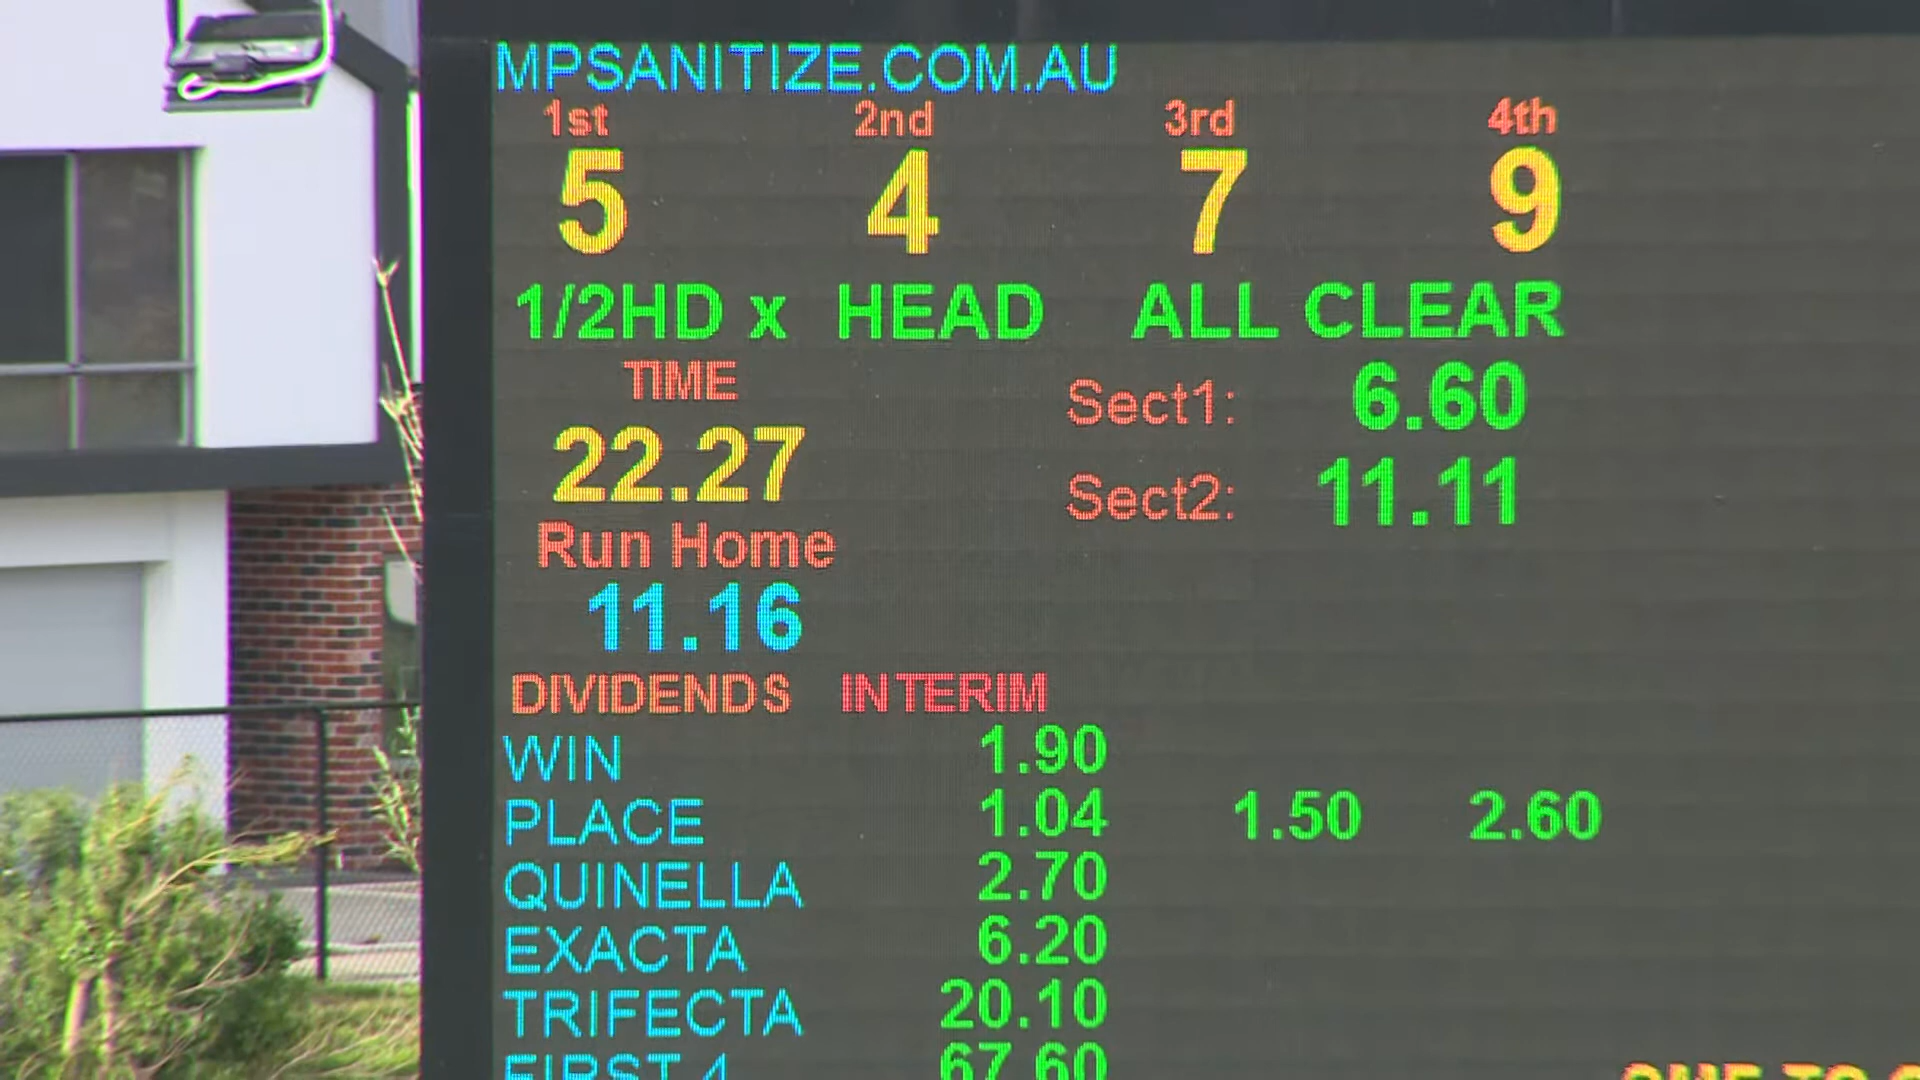 MPSANITIZE.COM.AU
1st 2nd 3rd 4th
5 4 7 9
1/2HD x HEAD ALL CLEAR
TIME
Sect1: 6.60
22.27
Sect2: 11.11
Run Home
11.16
DIVIDENDS INTERIM
WIN 1.90
PLACE 1.04 1.50 2.60
QUINELLA 2.70
EXACTA 6.20
TRIFECTA 20.10
FIRST 4 67.60